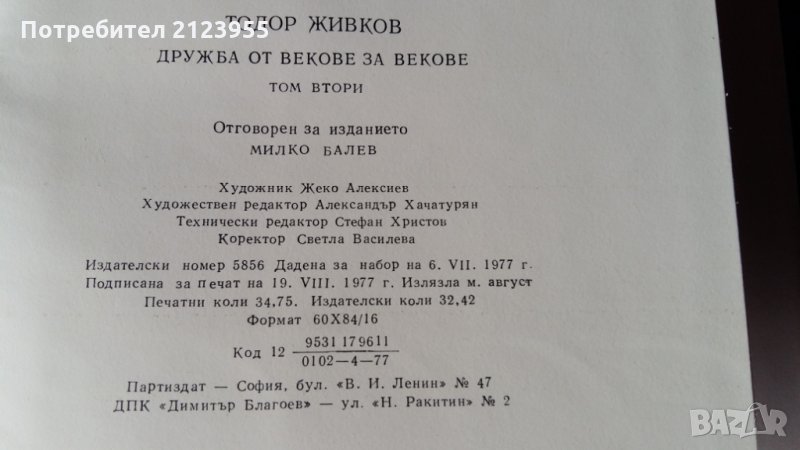 Потребител 2123955
ТОДОР ЖИВКОВ
ДРУЖБА ОТ ВЕКОВЕ ЗА ВЕКОВЕ
ТОМ ВТОРИ
Отговорен за изданието
МИЛКО БАЛЕВ
Художник Жеко Алексиев
Художествен редактор Александър Хачатурян
Технически редактор Стефан Христов
Коректор Светла Василева
Издателски номер 5856 Дадена за набор на 6. VII. 1977 г.
Подписана за печат на 19. VIII. 1977 г. Излязла м. август
Печатни коли 34,75. Издателски коли 32,42
Формат 60X84/16
Код 12 9531179611
0102—4—77
Партиздат — София, бул. «В. И. Ленин» № 47
ДПК «Димитър Благоев» — ул. «Н. Ракитин» № 2
bazar